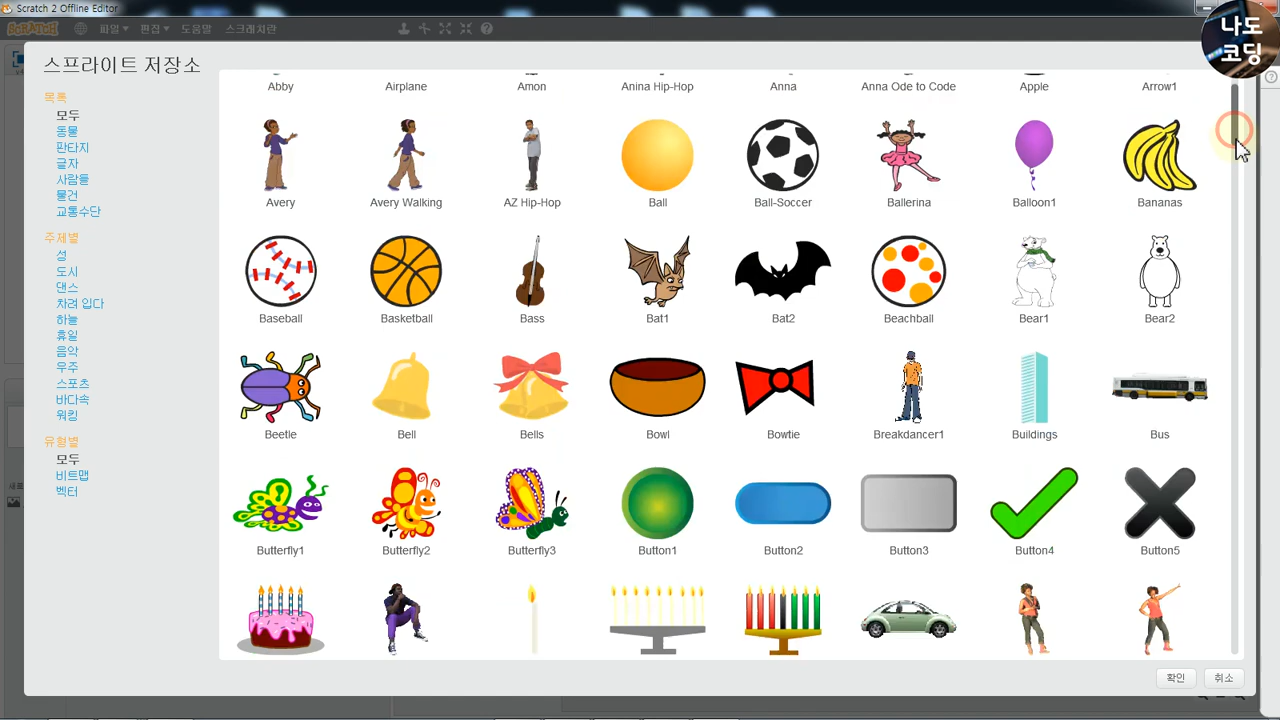 Scratch 2 Offline Editor
SCRATCH 파일 편집 도움말 스크래치란
나도
코딩
스프라이트 저장소
목록
모두
동물
판타지
글자
사람들
물건
교통수단
주제별
성
도시
댄스
차려 입다
하늘
휴일
음악
우주
스포츠
바다속
워킹
유형별
모두
비트맵
벡터
Abby Airplane Amon Anina Hip-Hop Anna Anna Ode to Code Apple Arrow1
Avery Avery Walking AZ Hip-Hop Ball Ball-Soccer Ballerina Balloon1 Bananas
Baseball Basketball Bass Bat1 Bat2 Beachball Bear1 Bear2
Beetle Bell Bells Bowl Bowtie Breakdancer1 Buildings Bus
Butterfly1 Butterfly2 Butterfly3 Button1 Button2 Button3 Button4 Button5
확인 취소